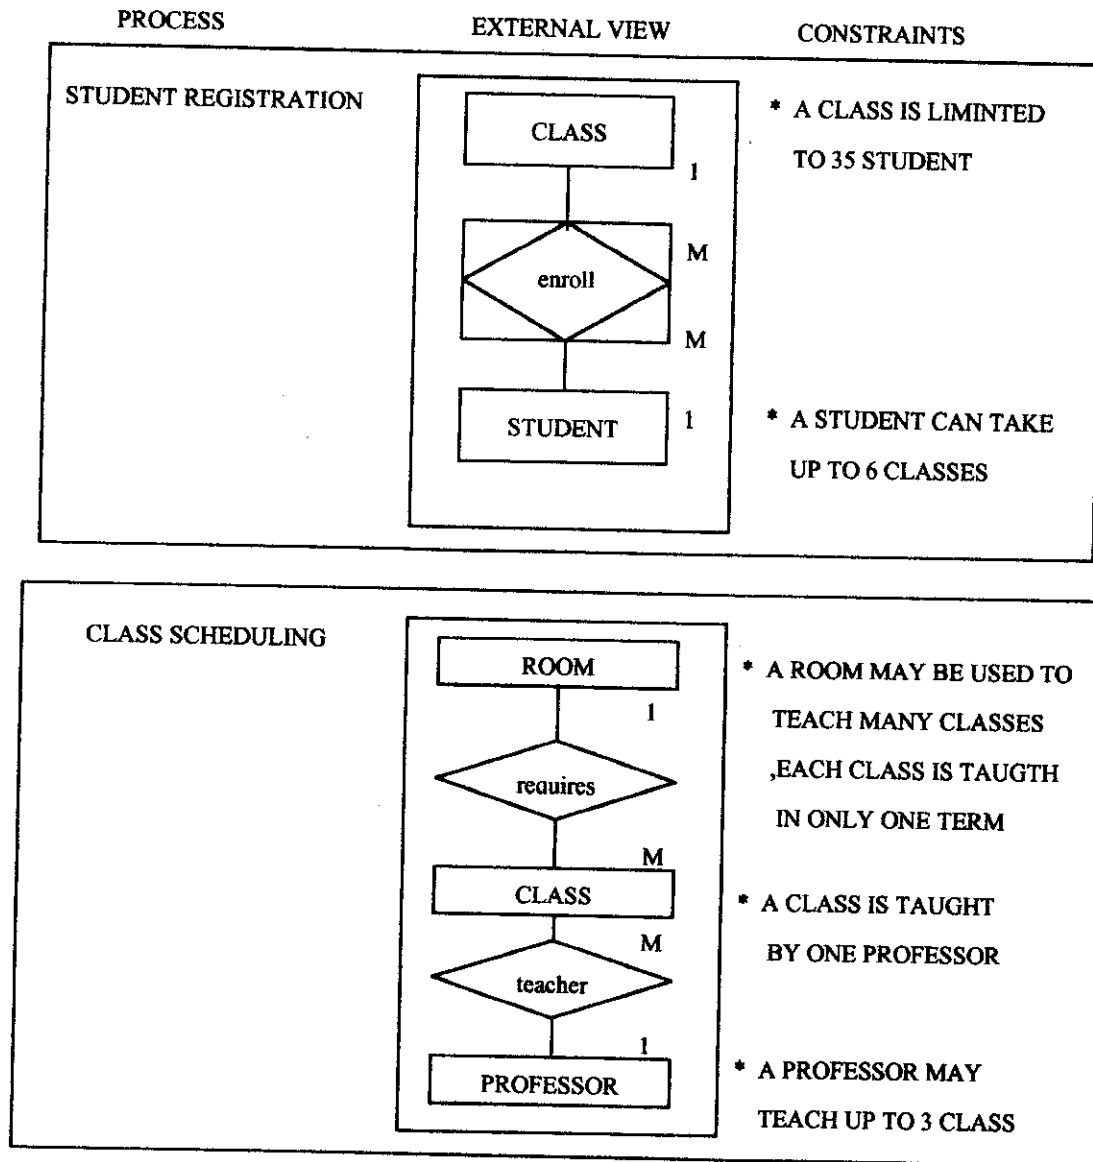 PROCESS EXTERNAL VIEW CONSTRAINTS
STUDENT REGISTRATION
CLASS
1
M
enroll
M
STUDENT
1
* A CLASS IS LIMINTED
TO 35 STUDENT
* A STUDENT CAN TAKE
UP TO 6 CLASSES
CLASS SCHEDULING
ROOM
1
requires
M
CLASS
M
teacher
1
PROFESSOR
* A ROOM MAY BE USED TO
TEACH MANY CLASSES
,EACH CLASS IS TAUGTH
IN ONLY ONE TERM
* A CLASS IS TAUGHT
BY ONE PROFESSOR
* A PROFESSOR MAY
TEACH UP TO 3 CLASS